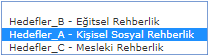 Hedefler_B - Eğitsel Rehberlik
Hedefler_A - Kişisel Sosyal Rehberlik
Hedefler_C - Mesleki Rehberlik